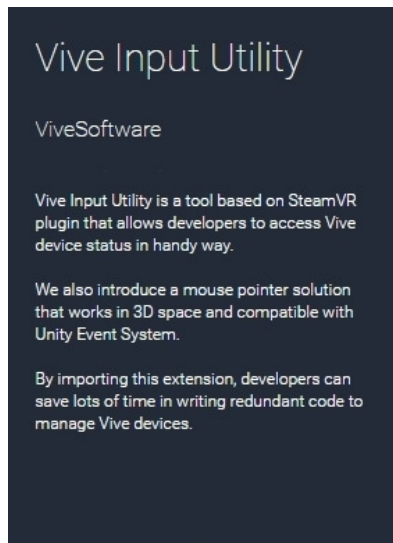 Vive Input Utility
ViveSoftware
Vive Input Utility is a tool based on SteamVR
plugin that allows developers to access Vive
device status in handy way.
We also introduce a mouse pointer solution
that works in 3D space and compatible with
Unity Event System.
By importing this extension, developers can
save lots of time in writing redundant code to
manage Vive devices.